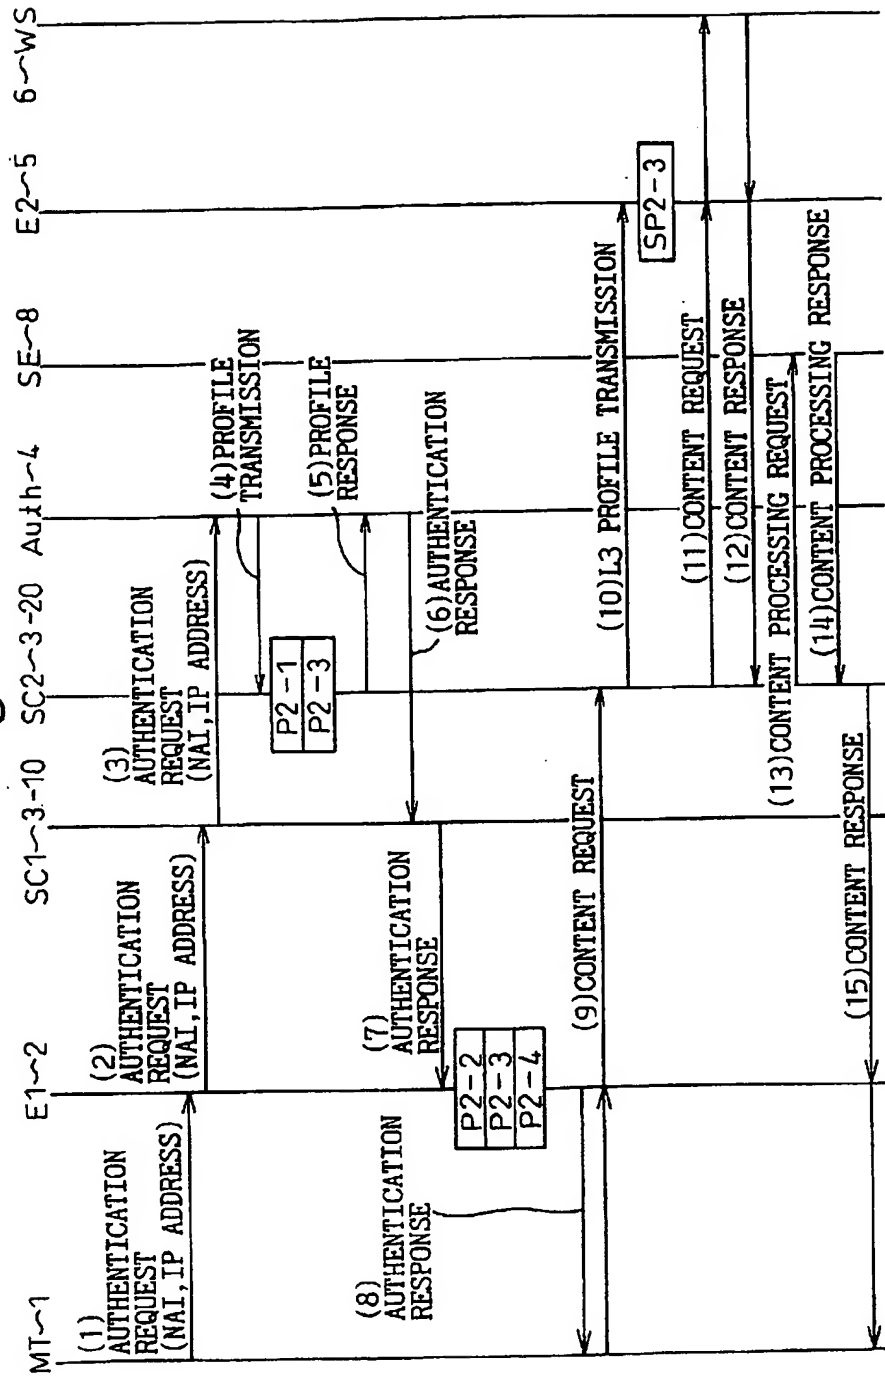 MT~1
E1~2
SC1~3-10
SC2~3-20
Auth~4
SE~8
E2~5
6~WS
(1)
AUTHENTICATION
REQUEST
(NAI,IP ADDRESS)
(2)
AUTHENTICATION
REQUEST
(NAI,IP ADDRESS)
(3)
AUTHENTICATION
REQUEST
(NAI,IP ADDRESS)
(4)PROFILE
TRANSMISSION
P2-1
P2-3
(5)PROFILE
RESPONSE
(6)AUTHENTICATION
RESPONSE
(7)
AUTHENTICATION
RESPONSE
P2-2
P2-3
P2-4
(8)
AUTHENTICATION
RESPONSE
(9)CONTENT REQUEST
(10)L3 PROFILE TRANSMISSION
SP2-3
(11)CONTENT REQUEST
(12)CONTENT RESPONSE
(13)CONTENT PROCESSING REQUEST
(14)CONTENT PROCESSING RESPONSE
(15)CONTENT RESPONSE